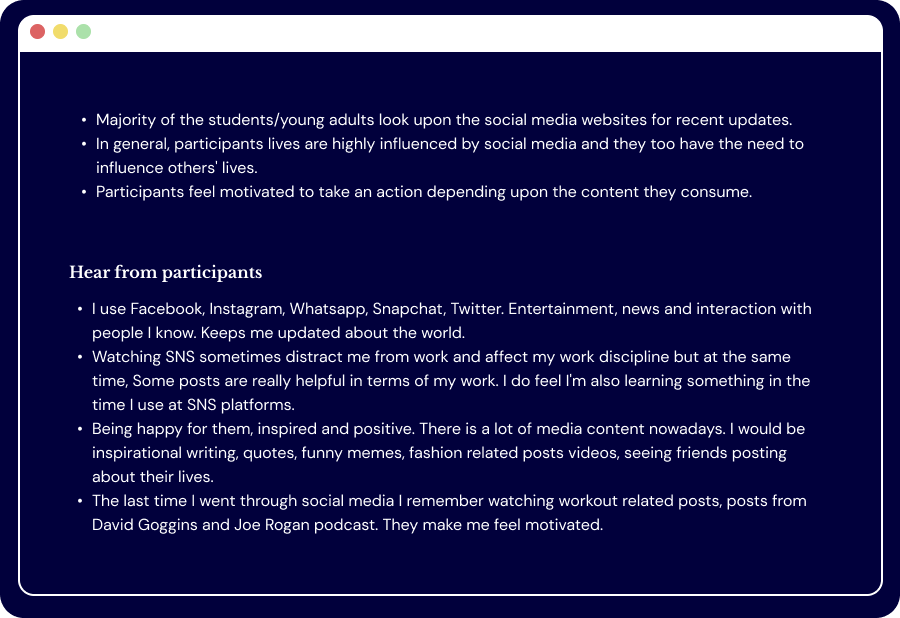 • Majority of the students/young adults look upon the social media websites for recent updates.
• In general, participants lives are highly influenced by social media and they too have the need to
influence others' lives.
• Participants feel motivated to take an action depending upon the content they consume.
Hear from participants
• I use Facebook, Instagram, Whatsapp, Snapchat, Twitter. Entertainment, news and interaction with
people I know. Keeps me updated about the world.
• Watching SNS sometimes distract me from work and affect my work discipline but at the same
time, Some posts are really helpful in terms of my work. I do feel I'm also learning something in the
time I use at SNS platforms.
• Being happy for them, inspired and positive. There is a lot of media content nowadays. I would be
inspirational writing, quotes, funny memes, fashion related posts videos, seeing friends posting
about their lives.
• The last time I went through social media I remember watching workout related posts, posts from
David Goggins and Joe Rogan podcast. They make me feel motivated.